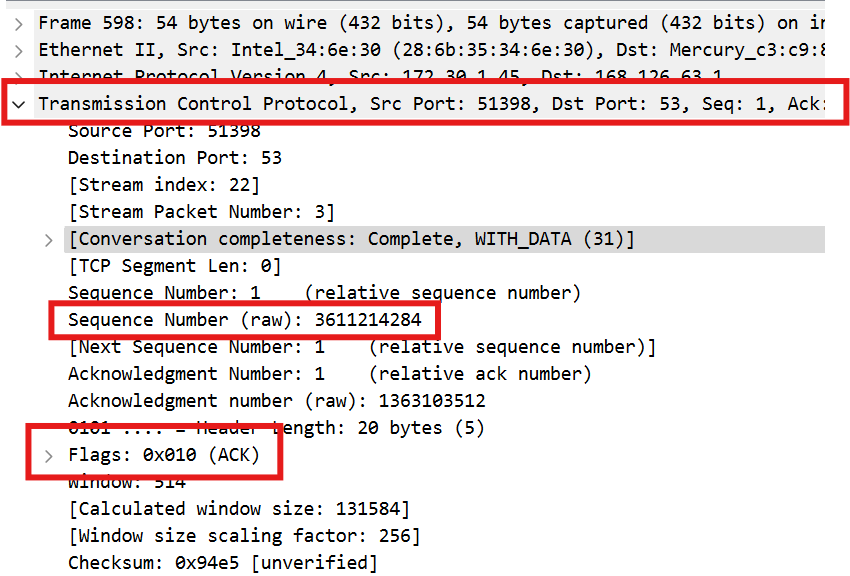 Frame 598: 54 bytes on wire (432 bits), 54 bytes captured (432 bits) on in
Ethernet II, Src: Intel_34:6e:30 (28:6b:35:34:6e:30), Dst: Mercury_c3:c9:8
Internet Protocol Version 4, Src: 172.30.1.45, Dst: 168.126.63.1
Transmission Control Protocol, Src Port: 51398, Dst Port: 53, Seq: 1, Ack:
Source Port: 51398
Destination Port: 53
[Stream index: 22]
[Stream Packet Number: 3]
[Conversation completeness: Complete, WITH_DATA (31)]
[TCP Segment Len: 0]
Sequence Number: 1    (relative sequence number)
Sequence Number (raw): 3611214284
[Next Sequence Number: 1    (relative sequence number)]
Acknowledgment Number: 1    (relative ack number)
Acknowledgment number (raw): 1363103512
0101 .... = Header Length: 20 bytes (5)
Flags: 0x010 (ACK)
Window: 514
[Calculated window size: 131584]
[Window size scaling factor: 256]
Checksum: 0x94e5 [unverified]